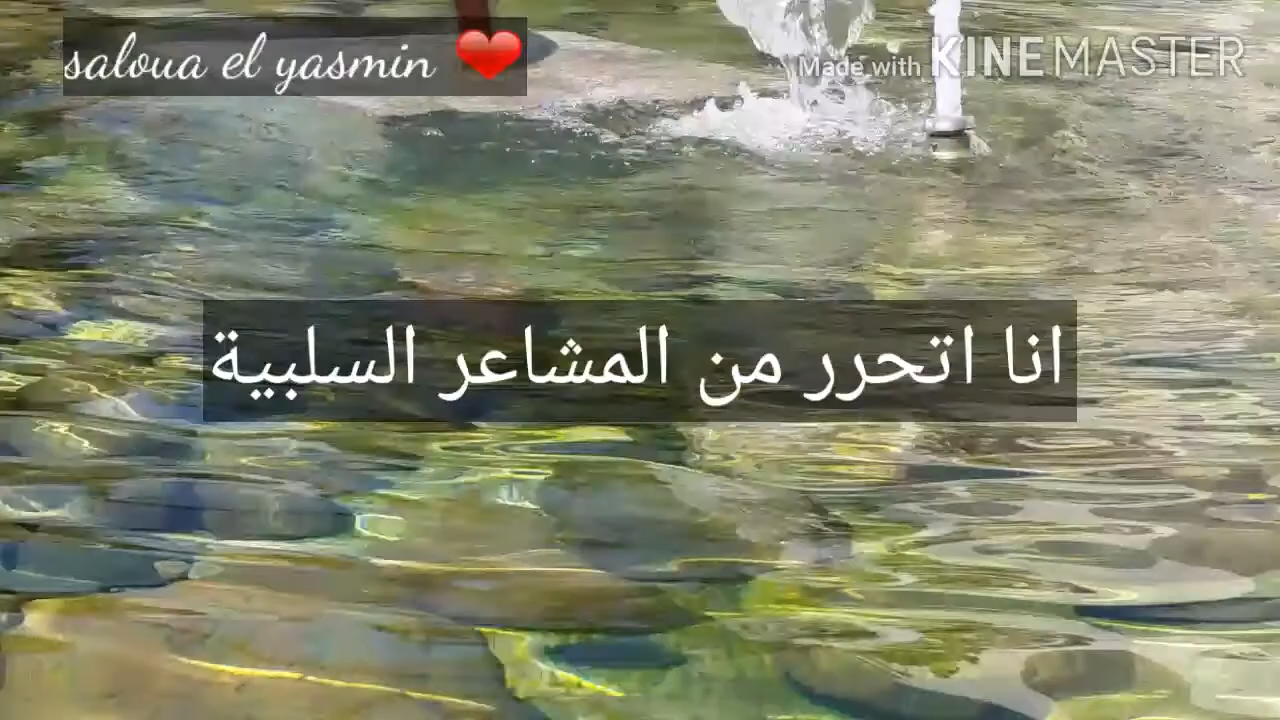 saloua el yasmin ❤
Made with KINEMASTER
انا اتحرر من المشاعر السلبية